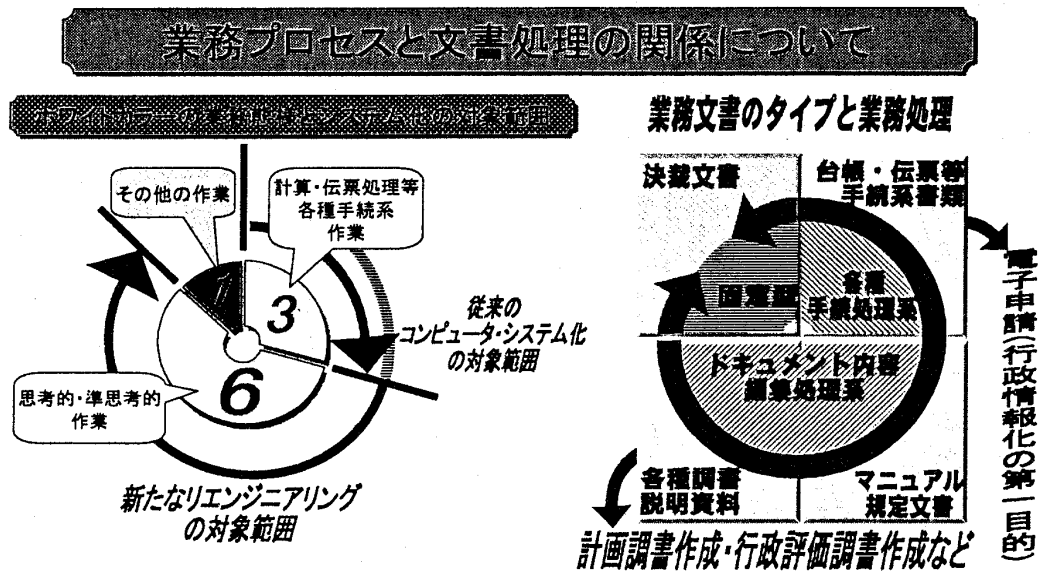 業務プロセスと文書処理の関係について
ホワイトカラーの業務態様とシステム化の対象範囲
その他の作業
計算・伝票処理等
各種手続系
作業
1
3
6
思考的・準思考的
作業
従来の
コンピュータ・システム化
の対象範囲
新たなリエンジニアリング
の対象範囲
業務文書のタイプと業務処理
決裁文書
台帳・伝票等
手続系書類
固定型
各種
手続処理系
ドキュメント内容
編集処理系
各種調書
説明資料
マニュアル
規定文書
電子申請(行政情報化の第一目的)
計画調書作成・行政評価調書作成など